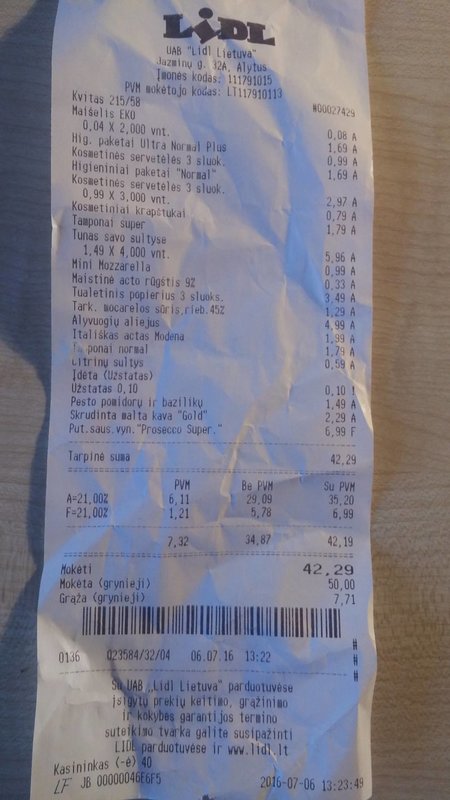 LIDL
UAB "Lidl Lietuva"
Jazminų g. 32A, Alytus
Įmonės kodas: 111791015
PVM mokėtojo kodas: LT117910113
Kvitas 215/58 #00027429
Maišelis EKO
0,04 X 2,000 vnt. 0,08 A
Hig. paketai Ultra Normal Plus 1,69 A
Kosmetinės servetėlės 3 sluok. 0,99 A
Higieniniai paketai "Normal" 1,69 A
Kosmetinės servetėlės 3 sluok.
0,99 X 3,000 vnt. 2,97 A
Kosmetiniai krapštukai 0,79 A
Tamponai super 1,79 A
Tunas savo sultyse
1,49 X 4,000 vnt. 5,96 A
Mini Mozzarella 0,99 A
Maistinė acto rūgštis 9% 0,33 A
Tualetinis popierius 3 sluoks. 3,49 A
Tark. mocarelos sūris,rieb.45% 1,29 A
Alyvuogių aliejus 4,99 A
Itališkas actas Modena 1,99 A
Tamponai normal 1,79 A
Citrinų sultys 0,59 A
Įdėta (Užstatas)
Užstatas 0,10 0,10 !
Pesto pomidorų ir bazilikų 1,49 A
Skrudinta malta kava "Gold" 2,29 A
Put.saus.vyn."Prosecco Super." 6,99 F
Tarpinė suma 42,29
PVM Be PVM Su PVM
A=21,00% 6,11 29,09 35,20
F=21,00% 1,21 5,78 6,99
7,32 34,87 42,19
Mokėti 42,29
Mokėta (grynieji) 50,00
Grąža (grynieji) 7,71
0136 023584/32/04 06.07.16 13:22
#
#
#
Su UAB „Lidl Lietuva" parduotuvėse
įsigytų prekių keitimo, grąžinimo
ir kokybės garantijos termino
suteikimo tvarka galite susipažinti
LIDL parduotuvėse ir www.lidl.lt
Kasininkas (-ė) 40
LF JB 00000046E6F5 2016-07-06 13:23:49